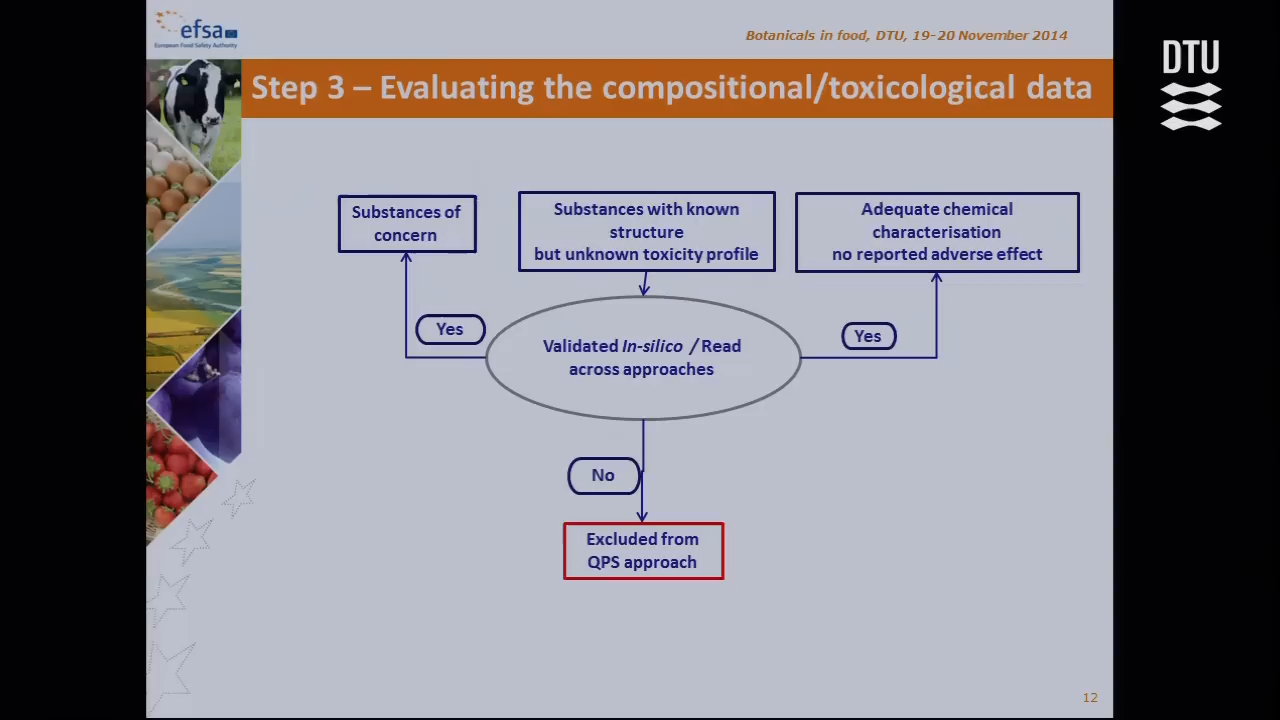 efsa
European Food Safety Authority
Botanicals in food, DTU, 19-20 November 2014
DTU
Step 3 – Evaluating the compositional/toxicological data
Substances of
concern
Substances with known
structure
but unknown toxicity profile
Adequate chemical
characterisation
no reported adverse effect
Yes
Yes
Validated In-silico / Read
across approaches
No
Excluded from
QPS approach
12